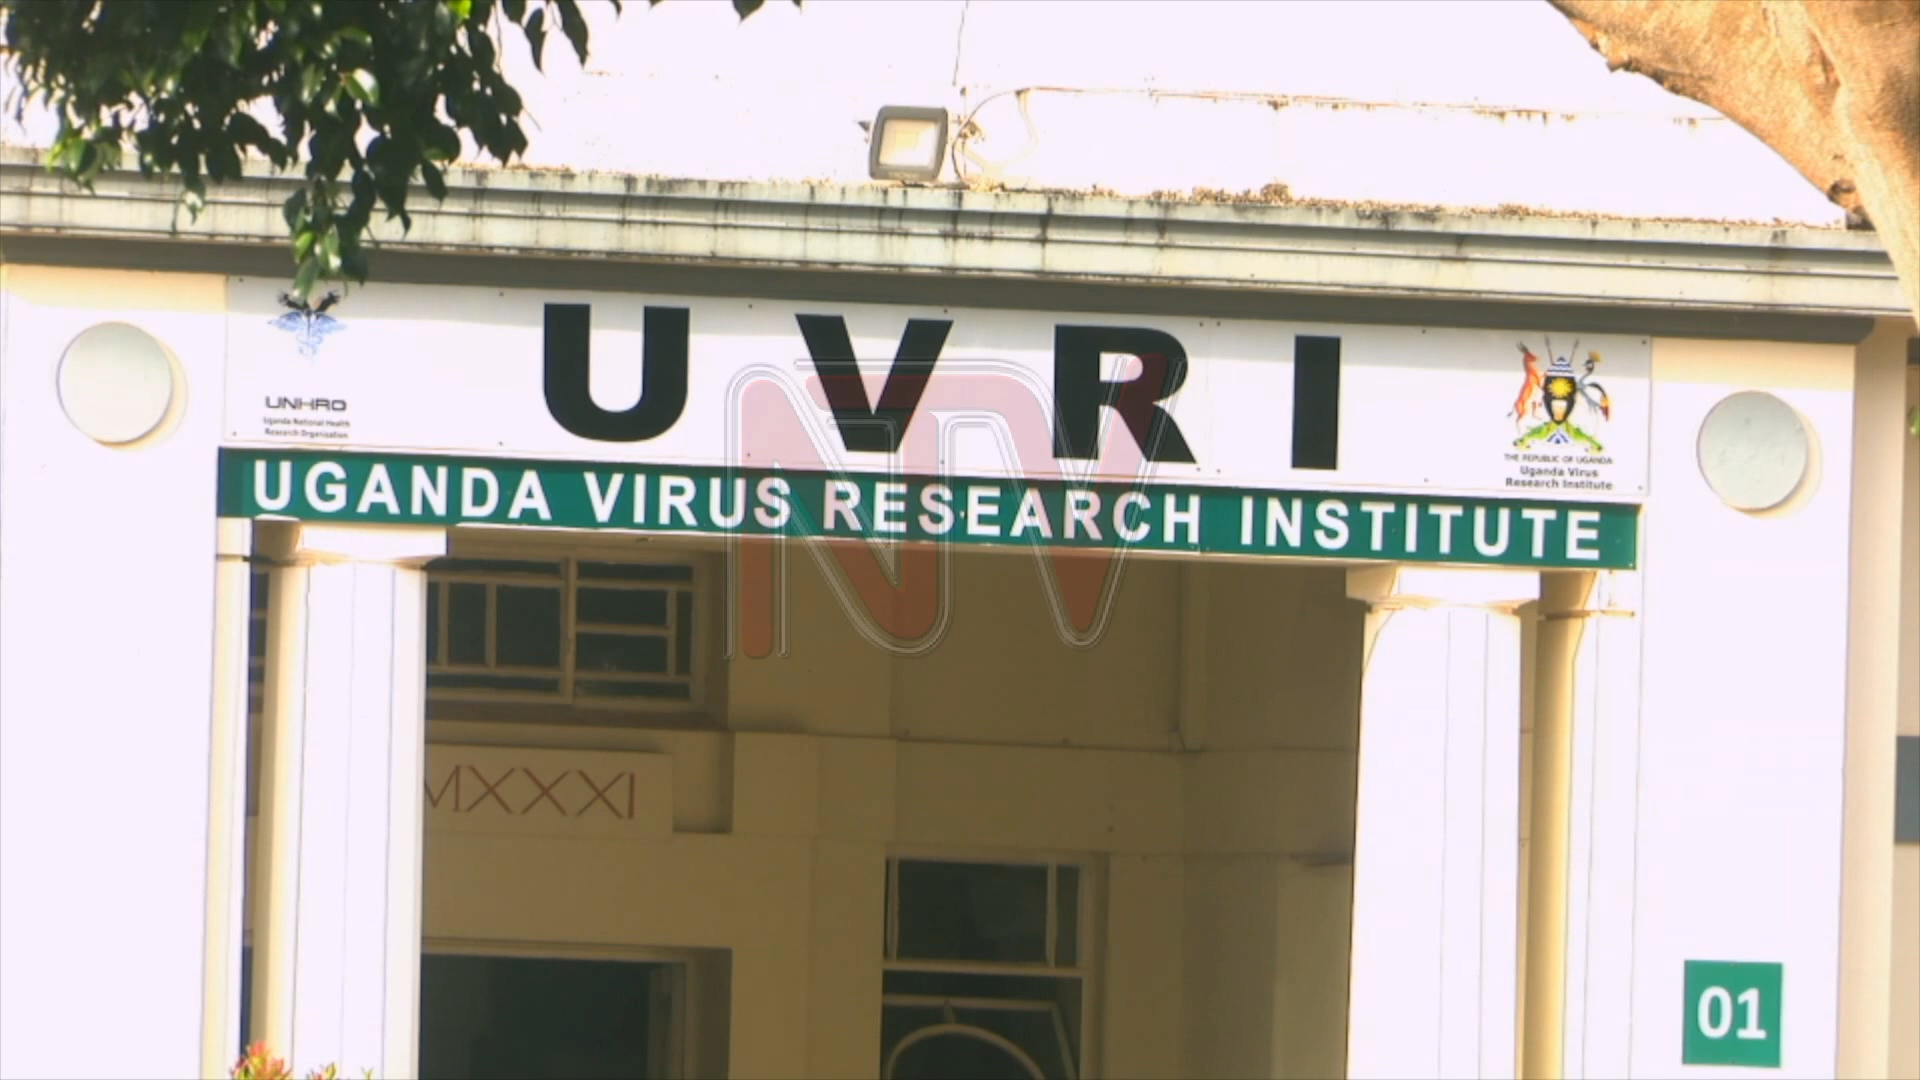 UVRI
UNHRO
Uganda National Health
Research Organisation
THE REPUBLIC OF UGANDA
Uganda Virus
Research Institute
UGANDA VIRUS RESEARCH INSTITUTE
NTV
MXXXI
01